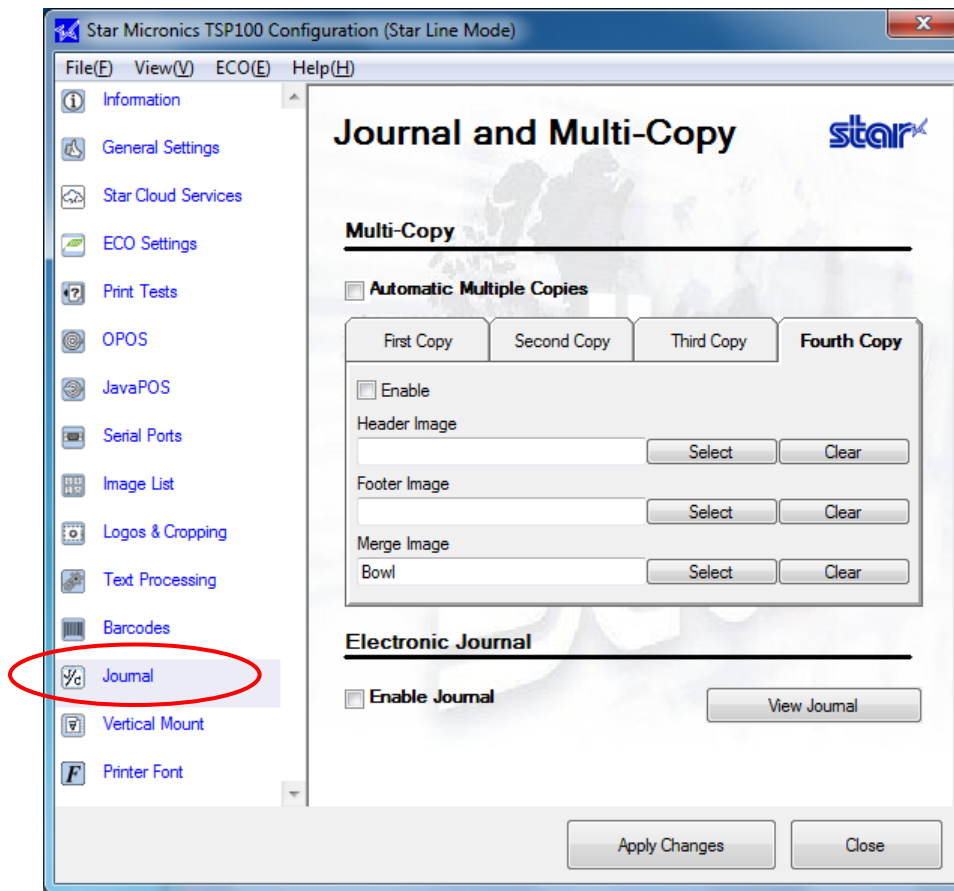 Star Micronics TSP100 Configuration (Star Line Mode)
File(F) View(V) ECO(E) Help(H)
Information
General Settings
Star Cloud Services
ECO Settings
Print Tests
OPOS
JavaPOS
Serial Ports
Image List
Logos & Cropping
Text Processing
Barcodes
Journal
Vertical Mount
Printer Font
Journal and Multi-Copy
star
Multi-Copy
Automatic Multiple Copies
First Copy Second Copy Third Copy Fourth Copy
Enable
Header Image
Select Clear
Footer Image
Select Clear
Merge Image
Bowl Select Clear
Electronic Journal
Enable Journal View Journal
Apply Changes Close